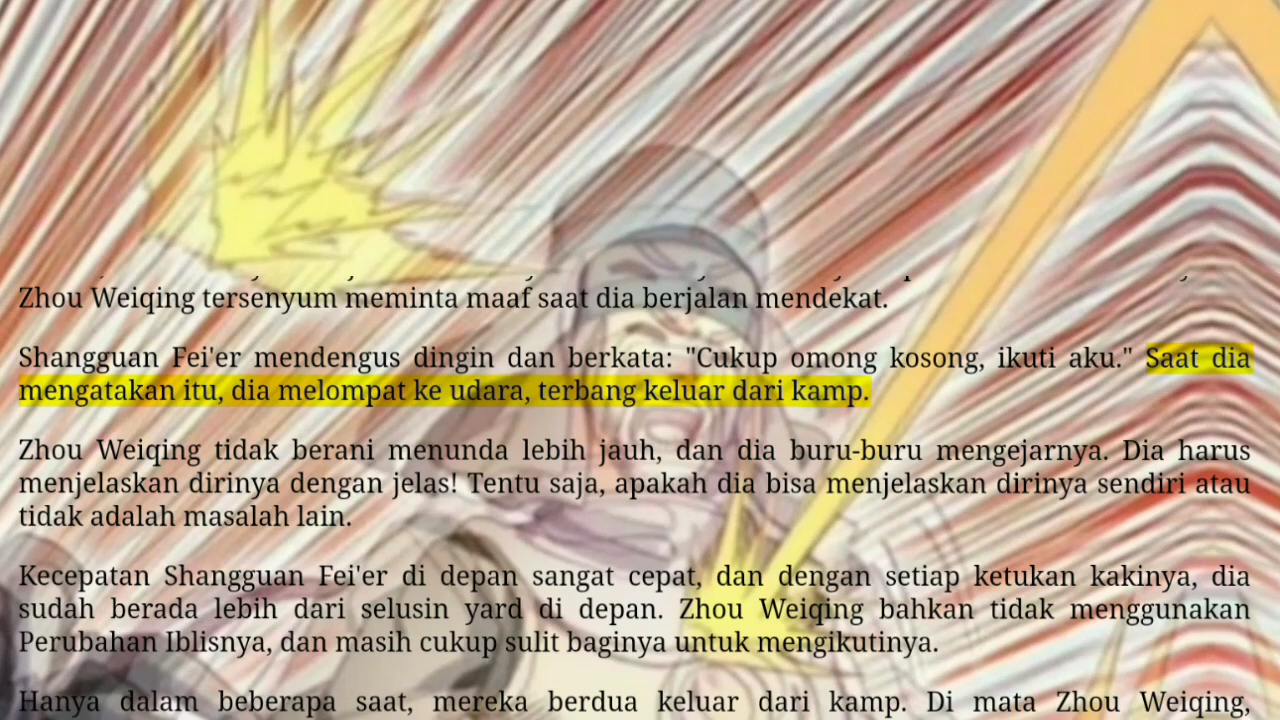 Zhou Weiqing tersenyum meminta maaf saat dia berjalan mendekat.
Shangguan Fei'er mendengus dingin dan berkata: "Cukup omong kosong, ikuti aku." Saat dia
mengatakan itu, dia melompat ke udara, terbang keluar dari kamp.
Zhou Weiqing tidak berani menunda lebih jauh, dan dia buru-buru mengejarnya. Dia harus
menjelaskan dirinya dengan jelas! Tentu saja, apakah dia bisa menjelaskan dirinya sendiri atau
tidak adalah masalah lain.
Kecepatan Shangguan Fei'er di depan sangat cepat, dan dengan setiap ketukan kakinya, dia
sudah berada lebih dari selusin yard di depan. Zhou Weiqing bahkan tidak menggunakan
Perubahan Iblisnya, dan masih cukup sulit baginya untuk mengikutinya.
Hanya dalam beberapa saat, mereka berdua keluar dari kamp. Di mata Zhou Weiqing,